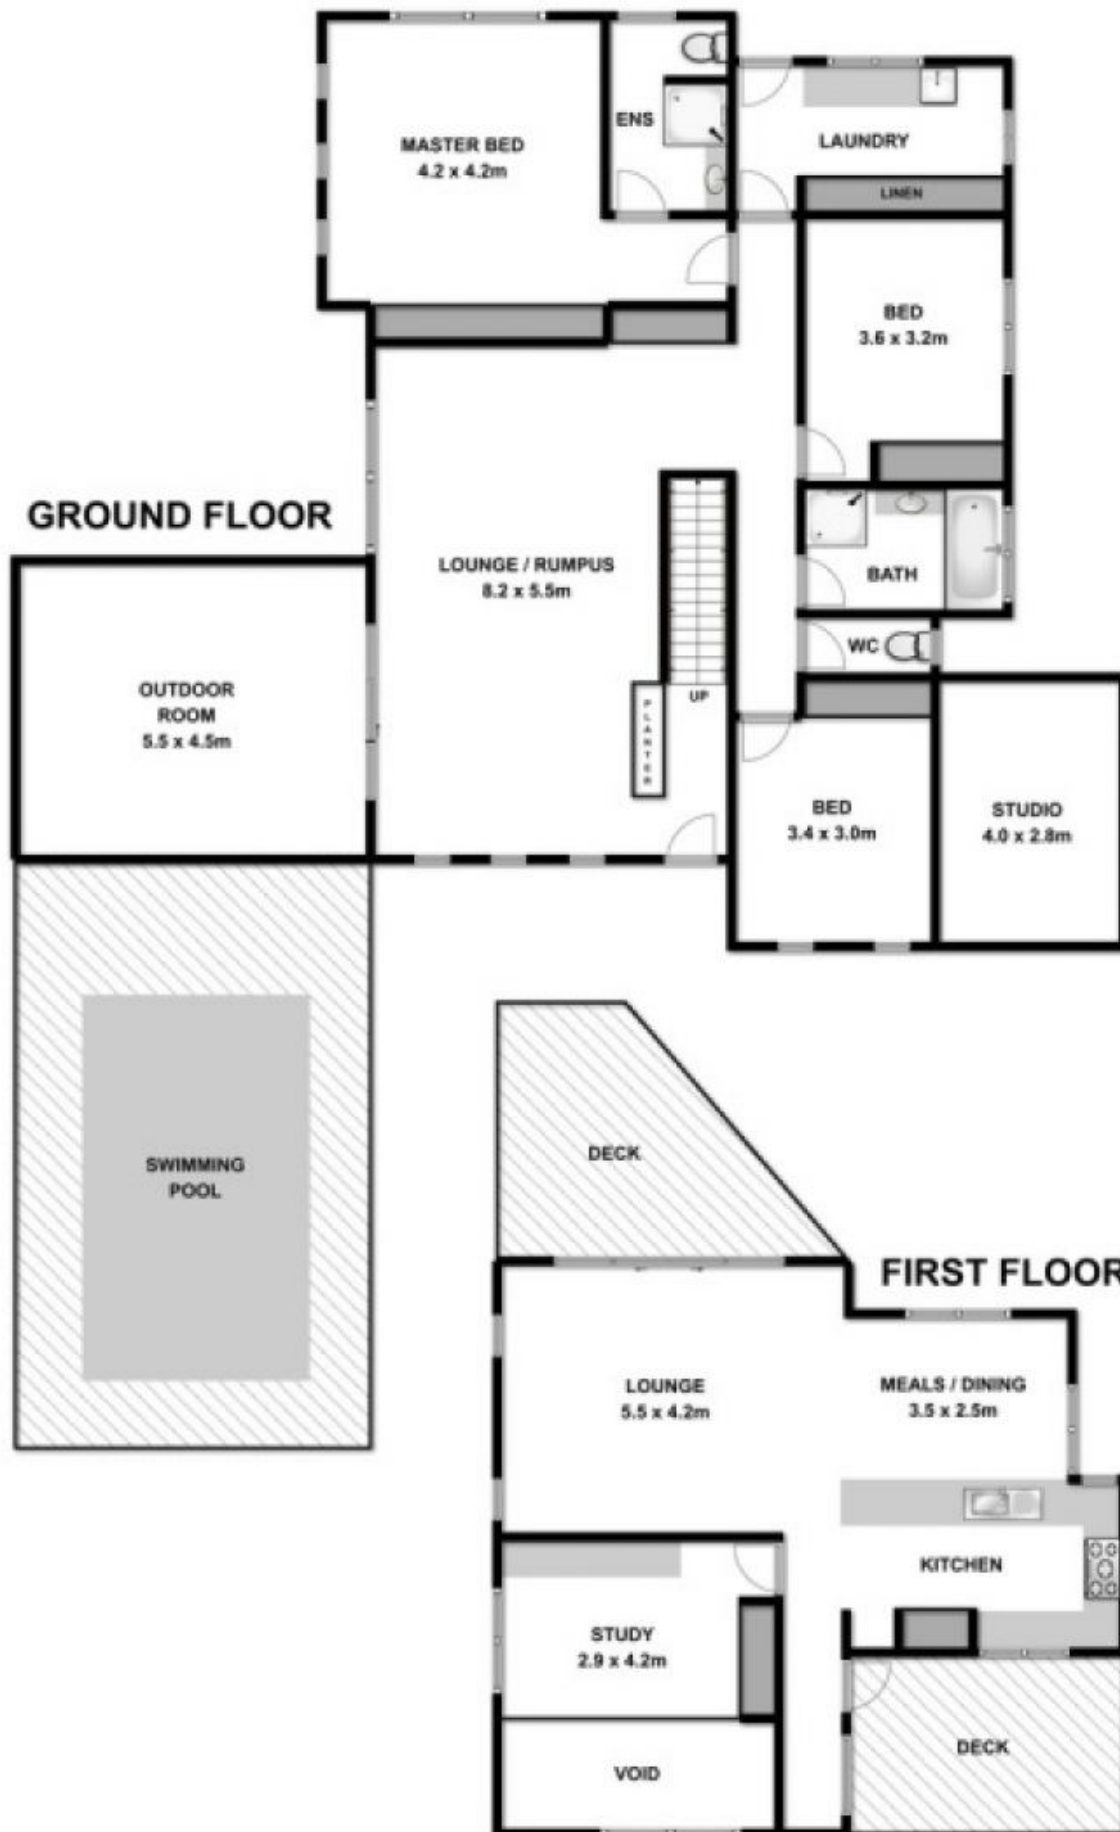 ENS
MASTER BED
4.2 x 4.2m
LAUNDRY
LINEN
BED
3.6 x 3.2m
GROUND FLOOR
LOUNGE / RUMPUS
8.2 x 5.5m
BATH
WC
OUTDOOR
ROOM
5.5 x 4.5m
UP
PLANTER
BED
3.4 x 3.0m
STUDIO
4.0 x 2.8m
SWIMMING
POOL
DECK
FIRST FLOOR
LOUNGE
5.5 x 4.2m
MEALS / DINING
3.5 x 2.5m
KITCHEN
STUDY
2.9 x 4.2m
DECK
VOID